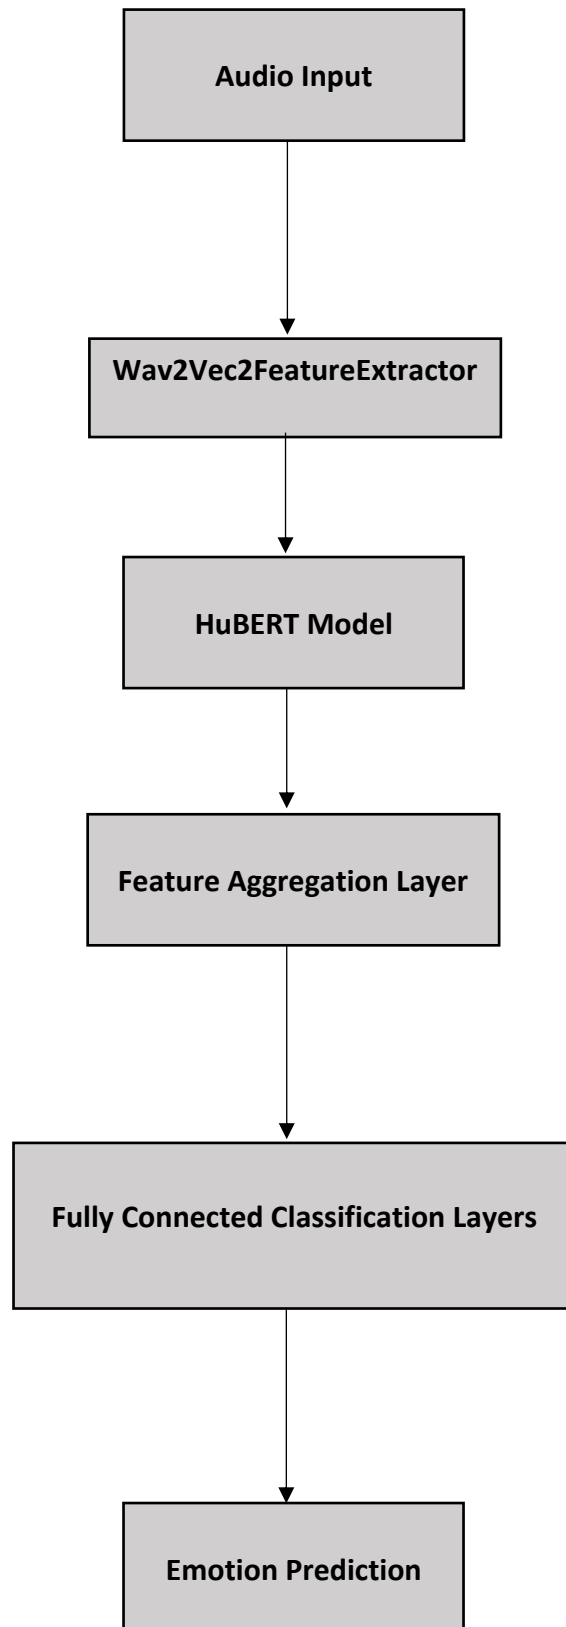 Audio Input
Wav2Vec2FeatureExtractor
HuBERT Model
Feature Aggregation Layer
Fully Connected Classification Layers
Emotion Prediction